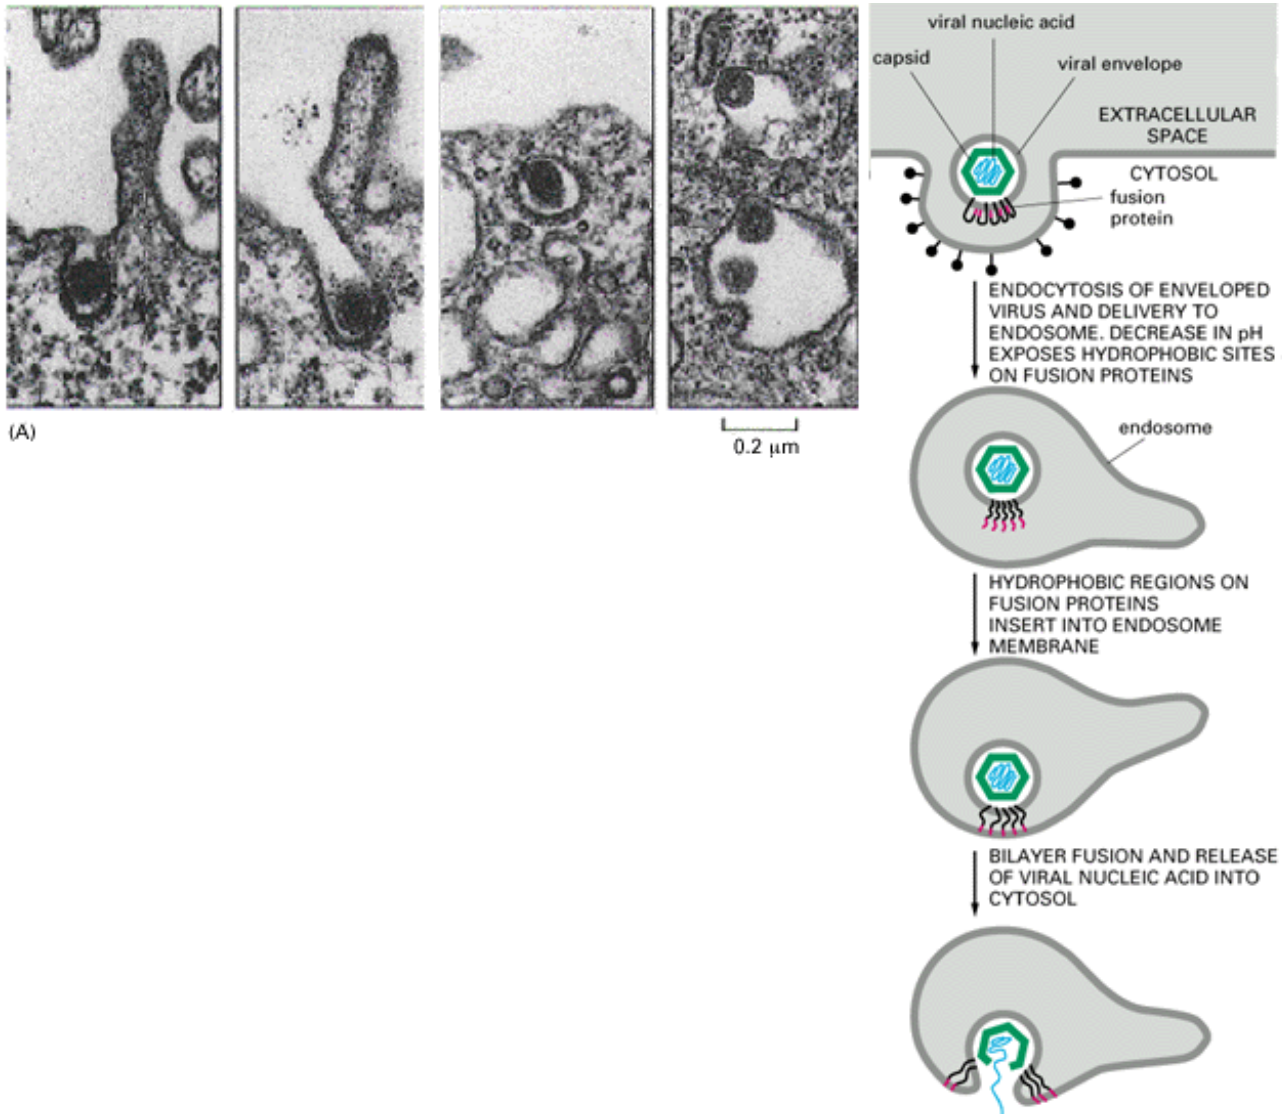 (A)
0.2 μm
viral nucleic acid
capsid
viral envelope
EXTRACELLULAR
SPACE
CYTOSOL
fusion
protein
ENDOCYTOSIS OF ENVELOPED
VIRUS AND DELIVERY TO
ENDOSOME. DECREASE IN pH
EXPOSES HYDROPHOBIC SITES
ON FUSION PROTEINS
endosome
HYDROPHOBIC REGIONS ON
FUSION PROTEINS
INSERT INTO ENDOSOME
MEMBRANE
BILAYER FUSION AND RELEASE
OF VIRAL NUCLEIC ACID INTO
CYTOSOL